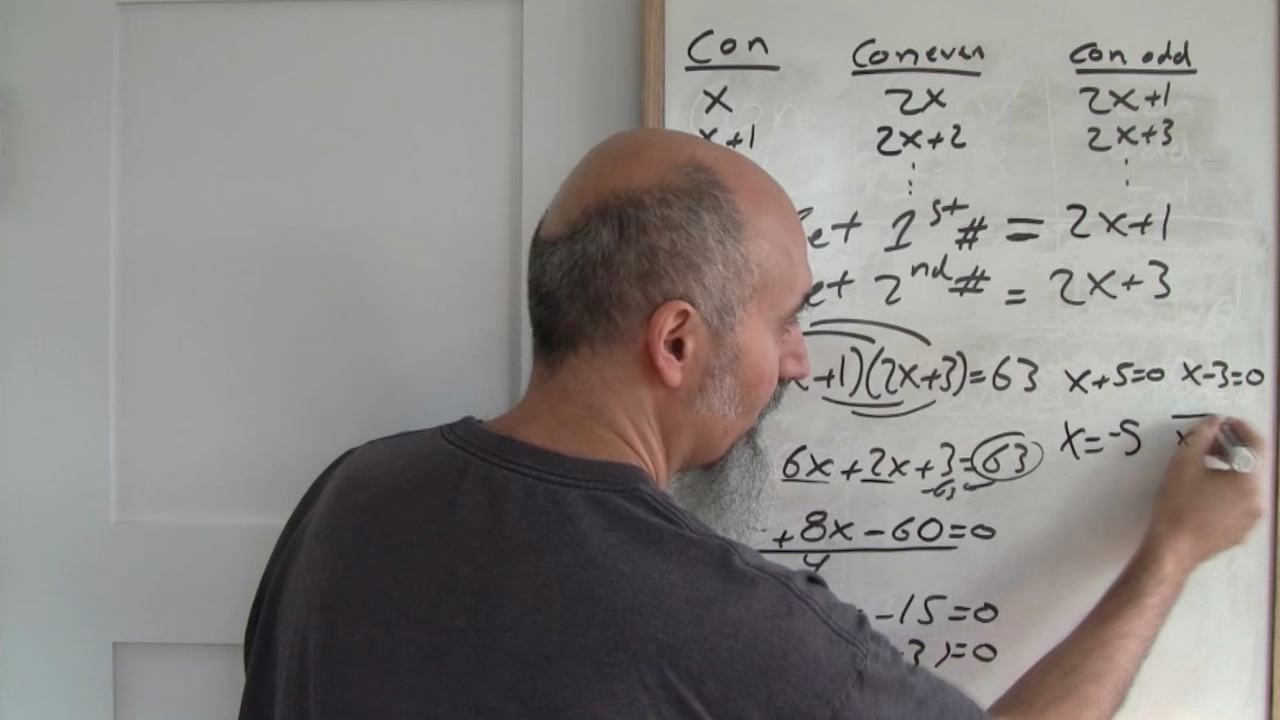 Con Con even Con odd
x 2x 2x+1
x+1 2x+2 2x+3
⋮ ⋮
Let 1st # = 2x+1
Let 2nd # = 2x+3
x+1)(2x+3)=63 x+5=0 x-3=0
6x+2x+3=63 x=-5 x
+8x-60=0
4
-15=0
3)=0